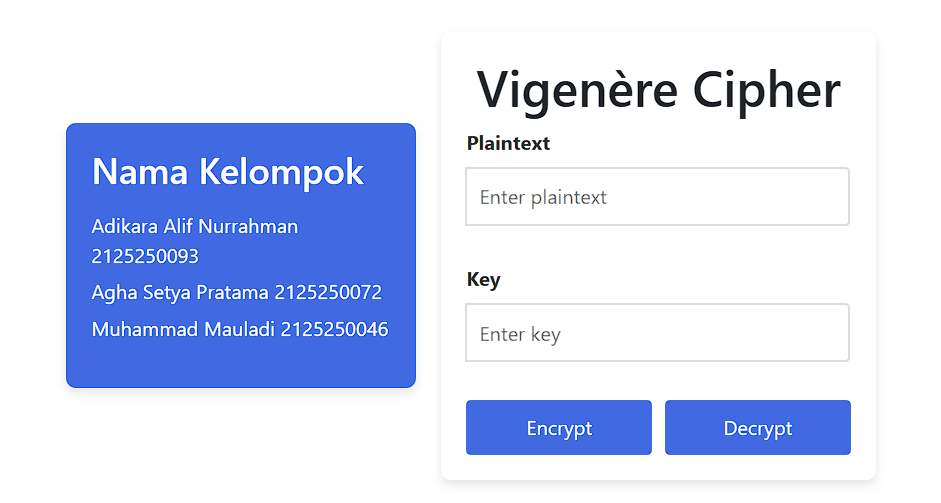 Nama Kelompok
Adikara Alif Nurrahman
2125250093
Agha Setya Pratama 2125250072
Muhammad Mauladi 2125250046
Vigenère Cipher
Plaintext
Enter plaintext
Key
Enter key
Encrypt
Decrypt